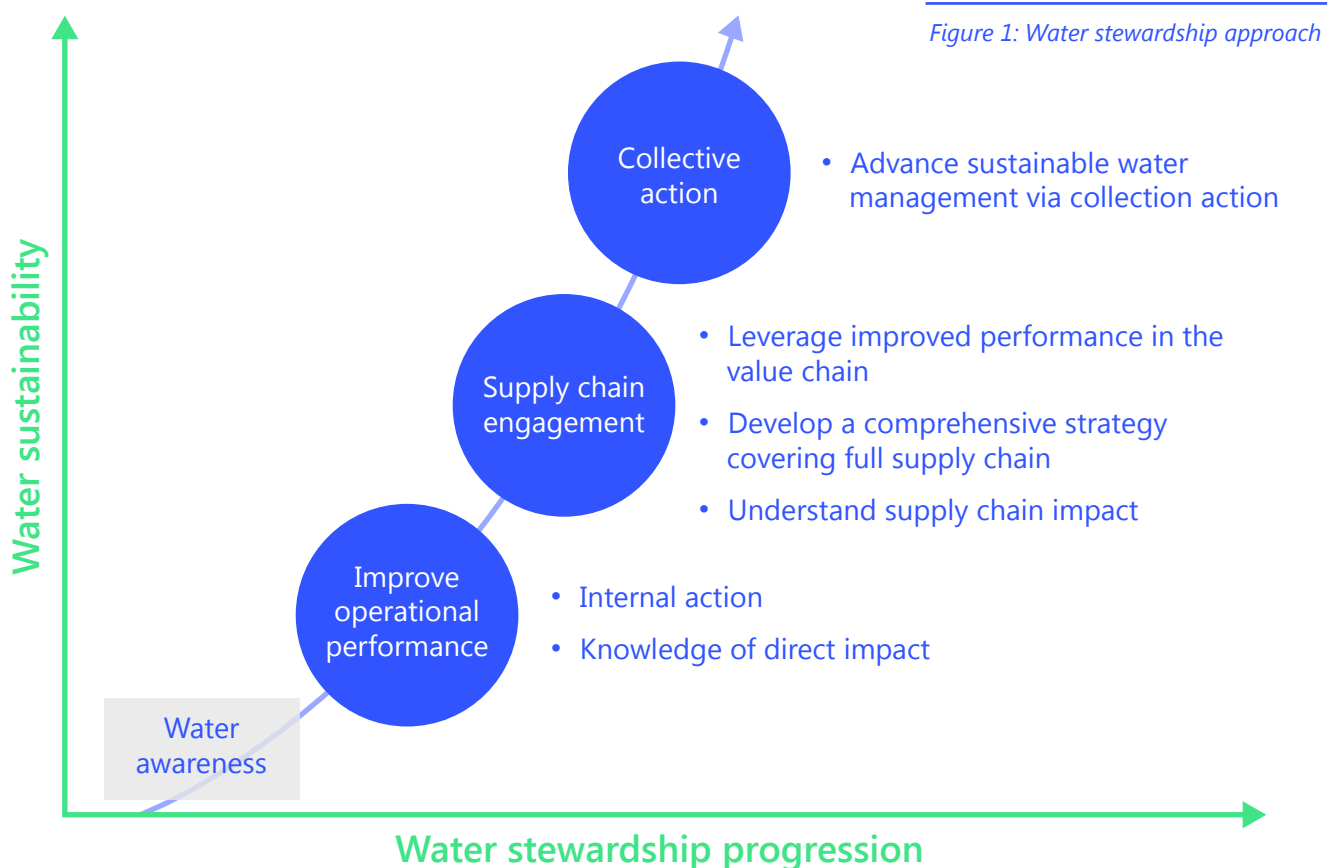 Figure 1: Water stewardship approach
Water sustainability
Collective
action
• Advance sustainable water
management via collection action
Supply chain
engagement
• Leverage improved performance in the
value chain
• Develop a comprehensive strategy
covering full supply chain
• Understand supply chain impact
Improve
operational
performance
• Internal action
• Knowledge of direct impact
Water
awareness
Water stewardship progression